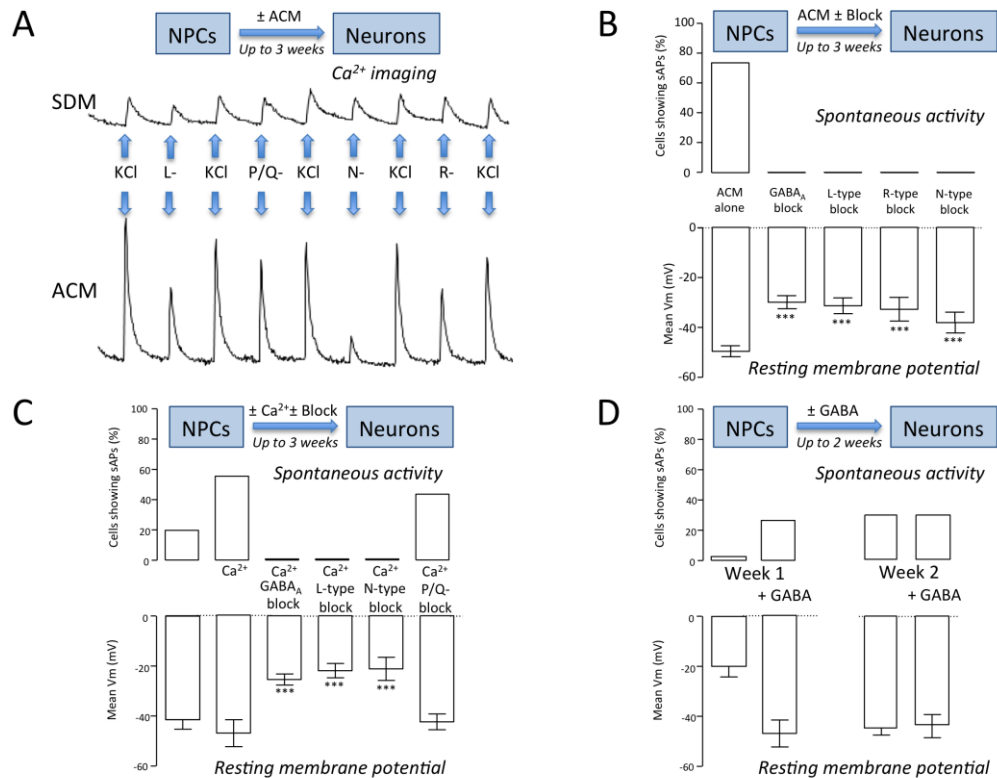 A
NPCs
± ACM
Up to 3 weeks
Neurons
Ca²⁺ imaging
SDM
KCl L- KCl P/Q- KCl N- KCl R- KCl
ACM
B
NPCs
ACM ± Block
Up to 3 weeks
Neurons
Cells showing sAPs (%)
100
80
60
40
20
0
Spontaneous activity
ACM GABAA L-type R-type N-type
alone block block block block
Mean Vm (mV)
0
-20
-40
-60
*** *** *** ***
Resting membrane potential
C
NPCs
± Ca²⁺± Block
Up to 3 weeks
Neurons
Cells showing sAPs (%)
100
80
60
40
20
0
Spontaneous activity
Ca²⁺ Ca²⁺ Ca²⁺ Ca²⁺ Ca²⁺
GABAA L-type N-type P/Q-
block block block block
Mean Vm (mV)
0
-20
-40
-60
*** *** ***
Resting membrane potential
D
NPCs
± GABA
Up to 2 weeks
Neurons
Cells showing sAPs (%)
100
80
60
40
20
0
Spontaneous activity
Week 1 Week 2
+ GABA + GABA
Mean Vm (mV)
0
-20
-40
-60
Resting membrane potential